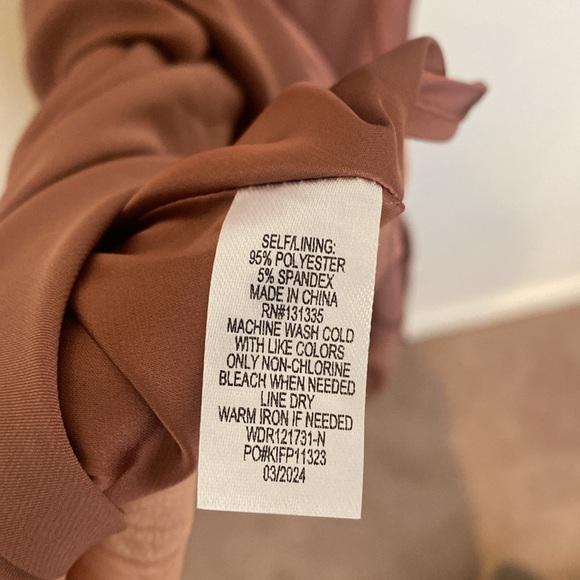 SELF/LINING:
95% POLYESTER
5% SPANDEX
MADE IN CHINA
RN#131335
MACHINE WASH COLD
WITH LIKE COLORS
ONLY NON-CHLORINE
BLEACH WHEN NEEDED
LINE DRY
WARM IRON IF NEEDED
WDR121731-N
PO#KIFP11323
03/2024